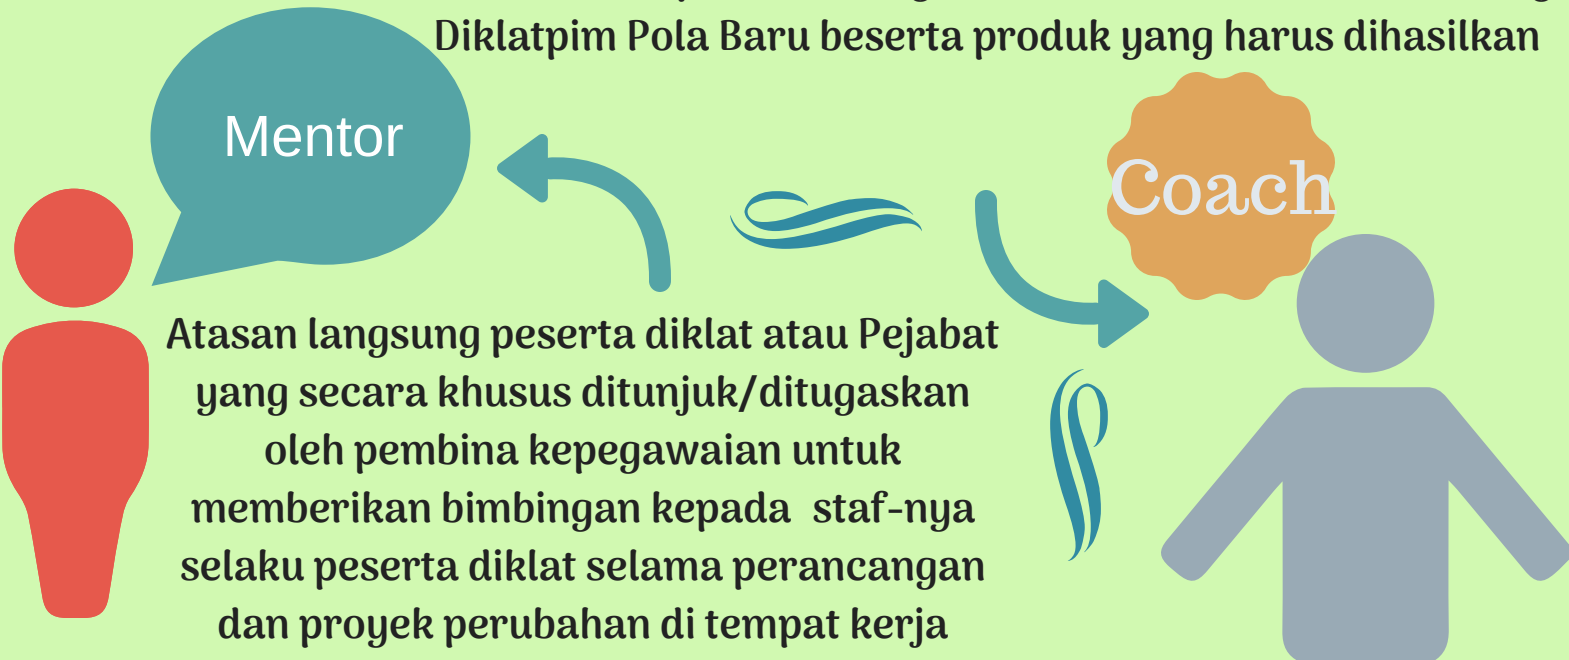 Diklatpim Pola Baru beserta produk yang harus dihasilkan
Mentor
Coach
Atasan langsung peserta diklat atau Pejabat
yang secara khusus ditunjuk/ditugaskan
oleh pembina kepegawaian untuk
memberikan bimbingan kepada staf-nya
selaku peserta diklat selama perancangan
dan proyek perubahan di tempat kerja